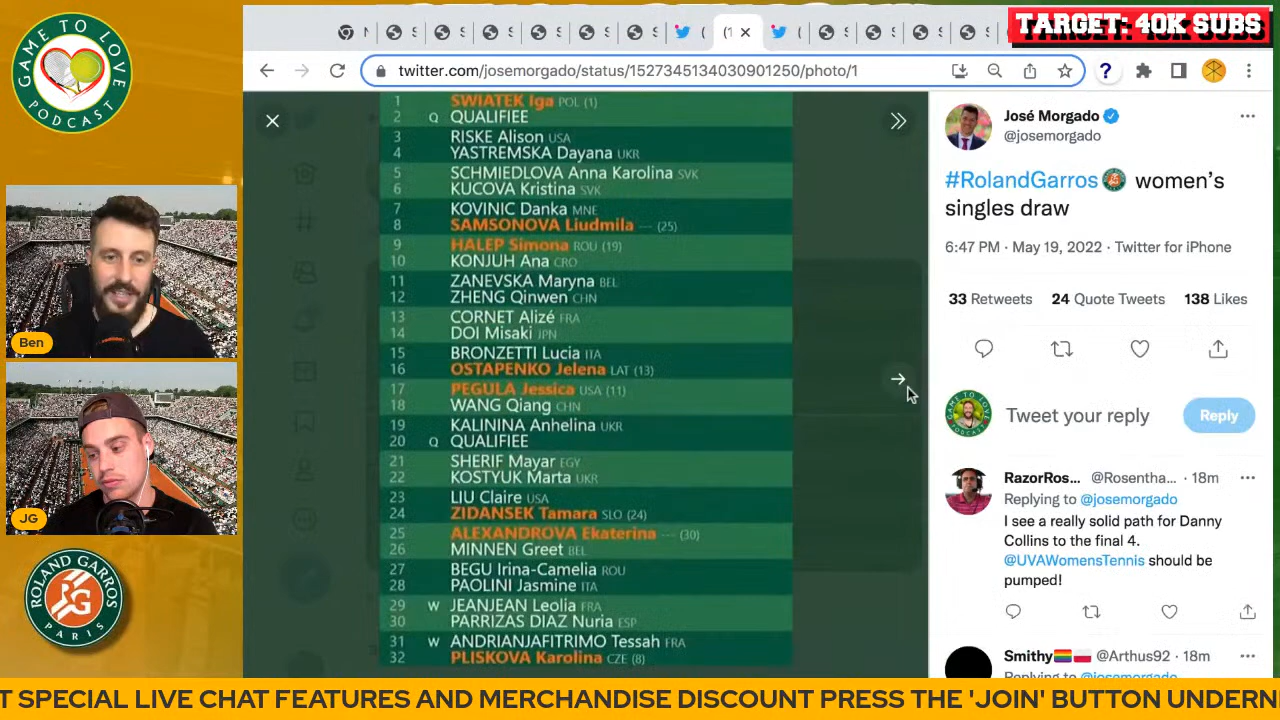 GAME TO LOVE
PODCAST
Ben
JG
ROLAND GARROS
RG
PARIS
TARGET: 40K SUBS
twitter.com/josemorgado/status/1527345134030901250/photo/1
1 SWIATEK Iga POL (1)
2 Q QUALIFIEE
3 RISKE Alison USA
4 YASTREMSKA Dayana UKR
5 SCHMIEDLOVA Anna Karolina SVK
6 KUCOVA Kristina SVK
7 KOVINIC Danka MNE
8 SAMSONOVA Liudmila --- (25)
9 HALEP Simona ROU (19)
10 KONJUH Ana CRO
11 ZANEVSKA Maryna BEL
12 ZHENG Qinwen CHN
13 CORNET Alizé FRA
14 DOI Misaki JPN
15 BRONZETTI Lucia ITA
16 OSTAPENKO Jelena LAT (13)
17 PEGULA Jessica USA (11)
18 WANG Qiang CHN
19 KALININA Anhelina UKR
20 Q QUALIFIEE
21 SHERIF Mayar EGY
22 KOSTYUK Marta UKR
23 LIU Claire USA
24 ZIDANSEK Tamara SLO (24)
25 ALEXANDROVA Ekaterina --- (30)
26 MINNEN Greet BEL
27 BEGU Irina-Camelia ROU
28 PAOLINI Jasmine ITA
29 W JEANJEAN Leolia FRA
30 PARRIZAS DIAZ Nuria ESP
31 W ANDRIANJAFITRIMO Tessah FRA
32 PLISKOVA Karolina CZE (8)
José Morgado
@josemorgado
#RolandGarros women's
singles draw
6:47 PM · May 19, 2022 · Twitter for iPhone
33 Retweets 24 Quote Tweets 138 Likes
Tweet your reply Reply
RazorRos... @Rosentha... · 18m
Replying to @josemorgado
I see a really solid path for Danny
Collins to the final 4.
@UVAWomensTennis should be
pumped!
Smithy @Arthus92 · 18m
T SPECIAL LIVE CHAT FEATURES AND MERCHANDISE DISCOUNT PRESS THE 'JOIN' BUTTON UNDERN